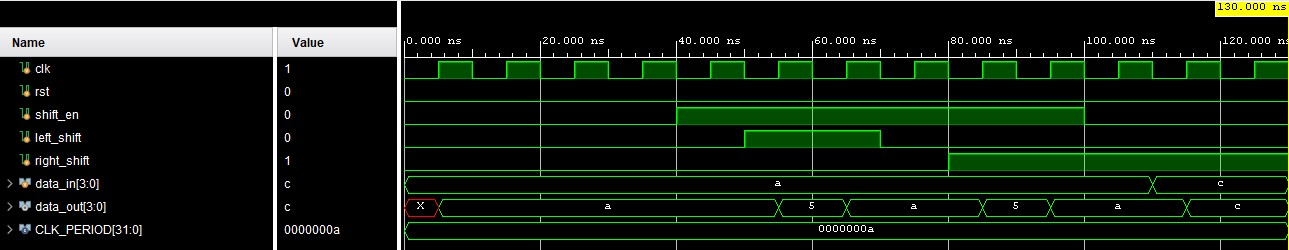 130.000 ns
Name Value
0.000 ns 20.000 ns 40.000 ns 60.000 ns 80.000 ns 100.000 ns 120.000 ns
clk 1
rst 0
shift_en 0
left_shift 0
right_shift 1
data_in[3:0] c a c
data_out[3:0] c X a 5 a 5 a c
CLK_PERIOD[31:0] 0000000a 0000000a